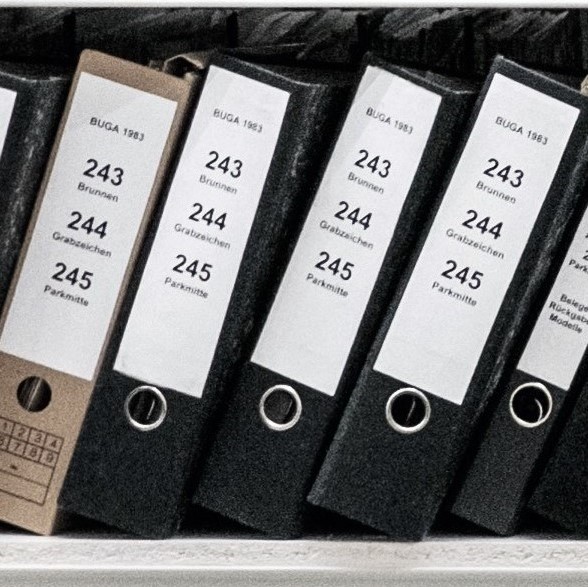 BUGA 1983
243
Brunnen
244
Grabzeichen
245
Parkmitte
1 2 3 4
6 7 8 9
BUGA 1983
243
Brunnen
244
Grabzeichen
245
Parkmitte
BUGA 1983
243
Brunnen
244
Grabzeichen
245
Parkmitte
BUGA 1983
243
Brunnen
244
Grabzeichen
245
Parkmitte
Modelle